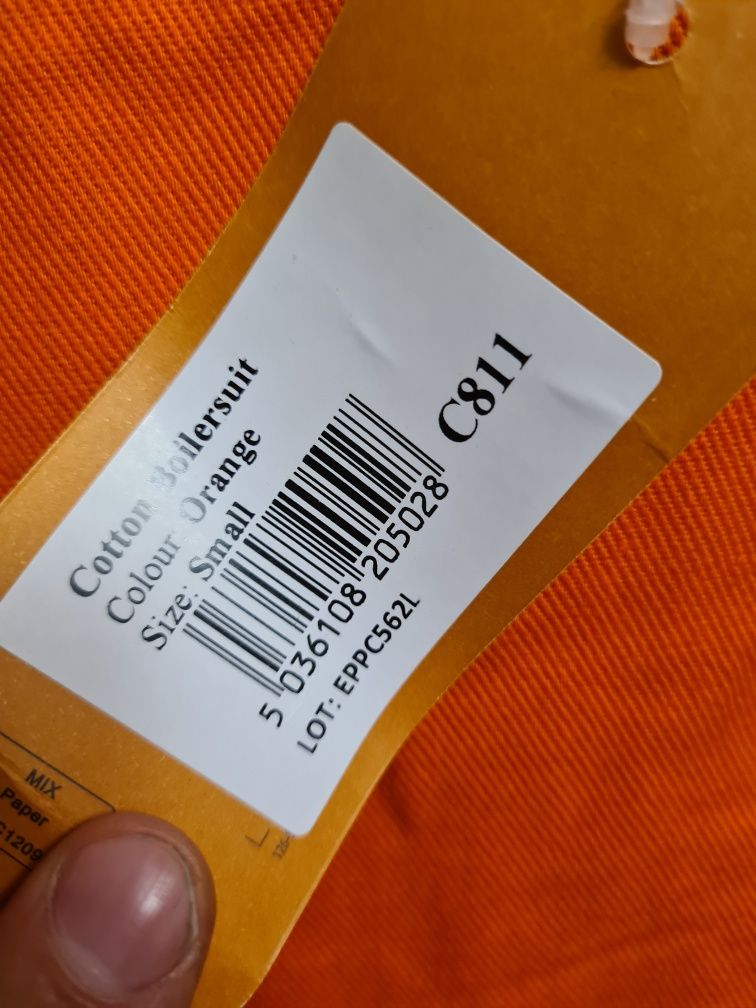 Cotton Boilersuit
Colour: Orange
Size: Small
C811
5 036108 205028
LOT: EPPC562L
MIX
Paper